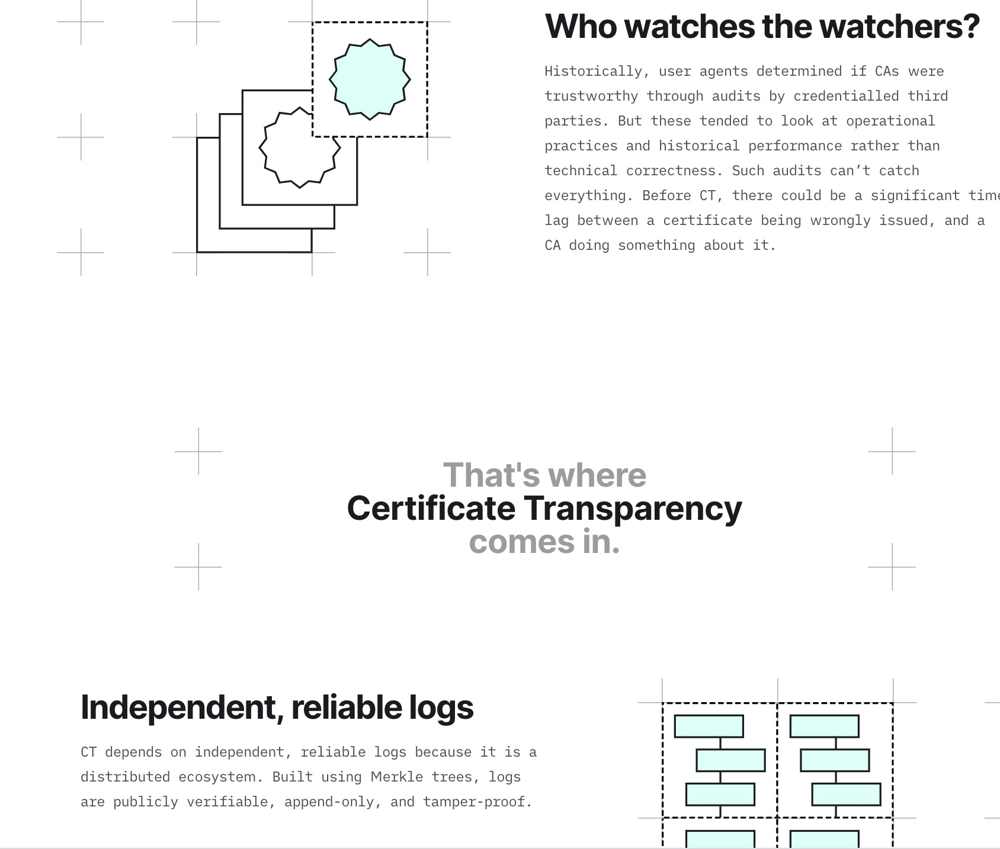 Who watches the watchers?
Historically, user agents determined if CAs were
trustworthy through audits by credentialled third
parties. But these tended to look at operational
practices and historical performance rather than
technical correctness. Such audits can’t catch
everything. Before CT, there could be a significant time
lag between a certificate being wrongly issued, and a
CA doing something about it.
That's where
Certificate Transparency
comes in.
Independent, reliable logs
CT depends on independent, reliable logs because it is a
distributed ecosystem. Built using Merkle trees, logs
are publicly verifiable, append-only, and tamper-proof.